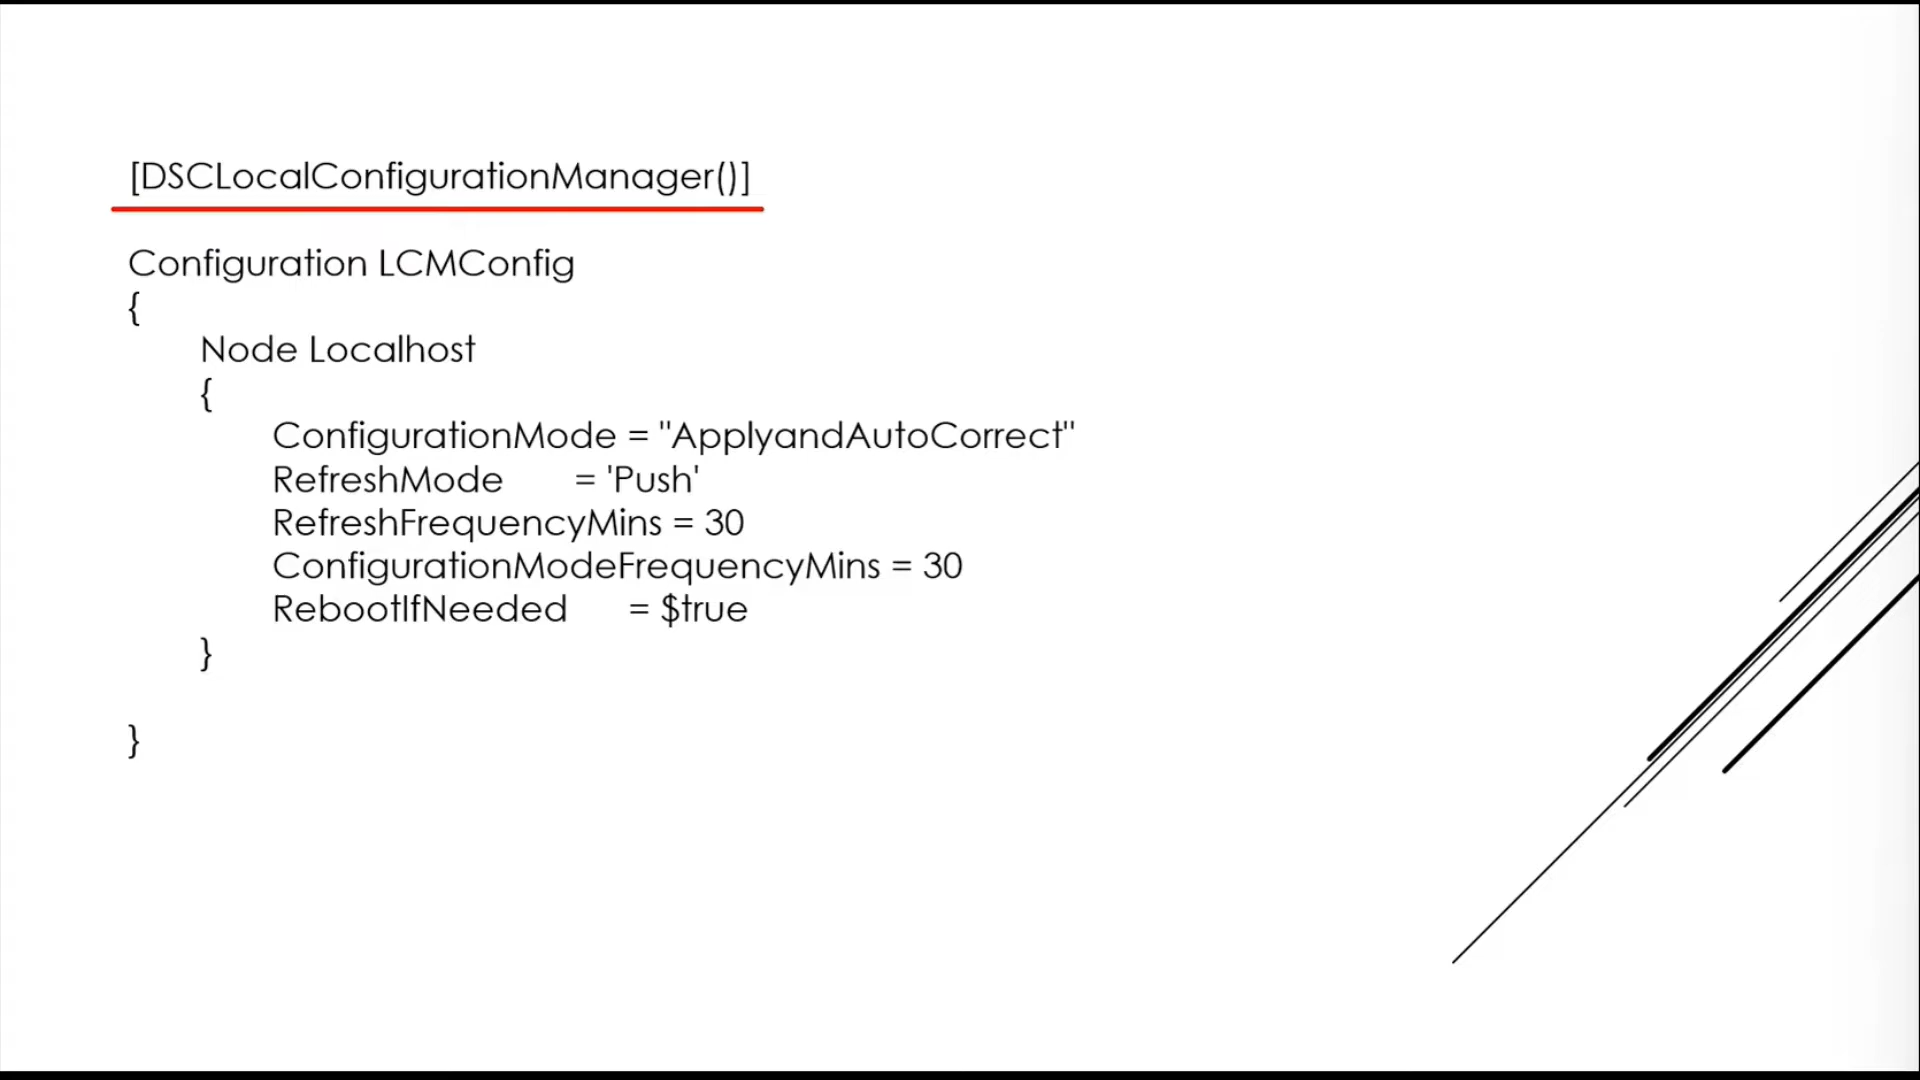 [DSCLocalConfigurationManager()]
Configuration LCMConfig
{
Node Localhost
{
ConfigurationMode = "ApplyandAutoCorrect"
RefreshMode = 'Push'
RefreshFrequencyMins = 30
ConfigurationModeFrequencyMins = 30
RebootIfNeeded = $true
}
}